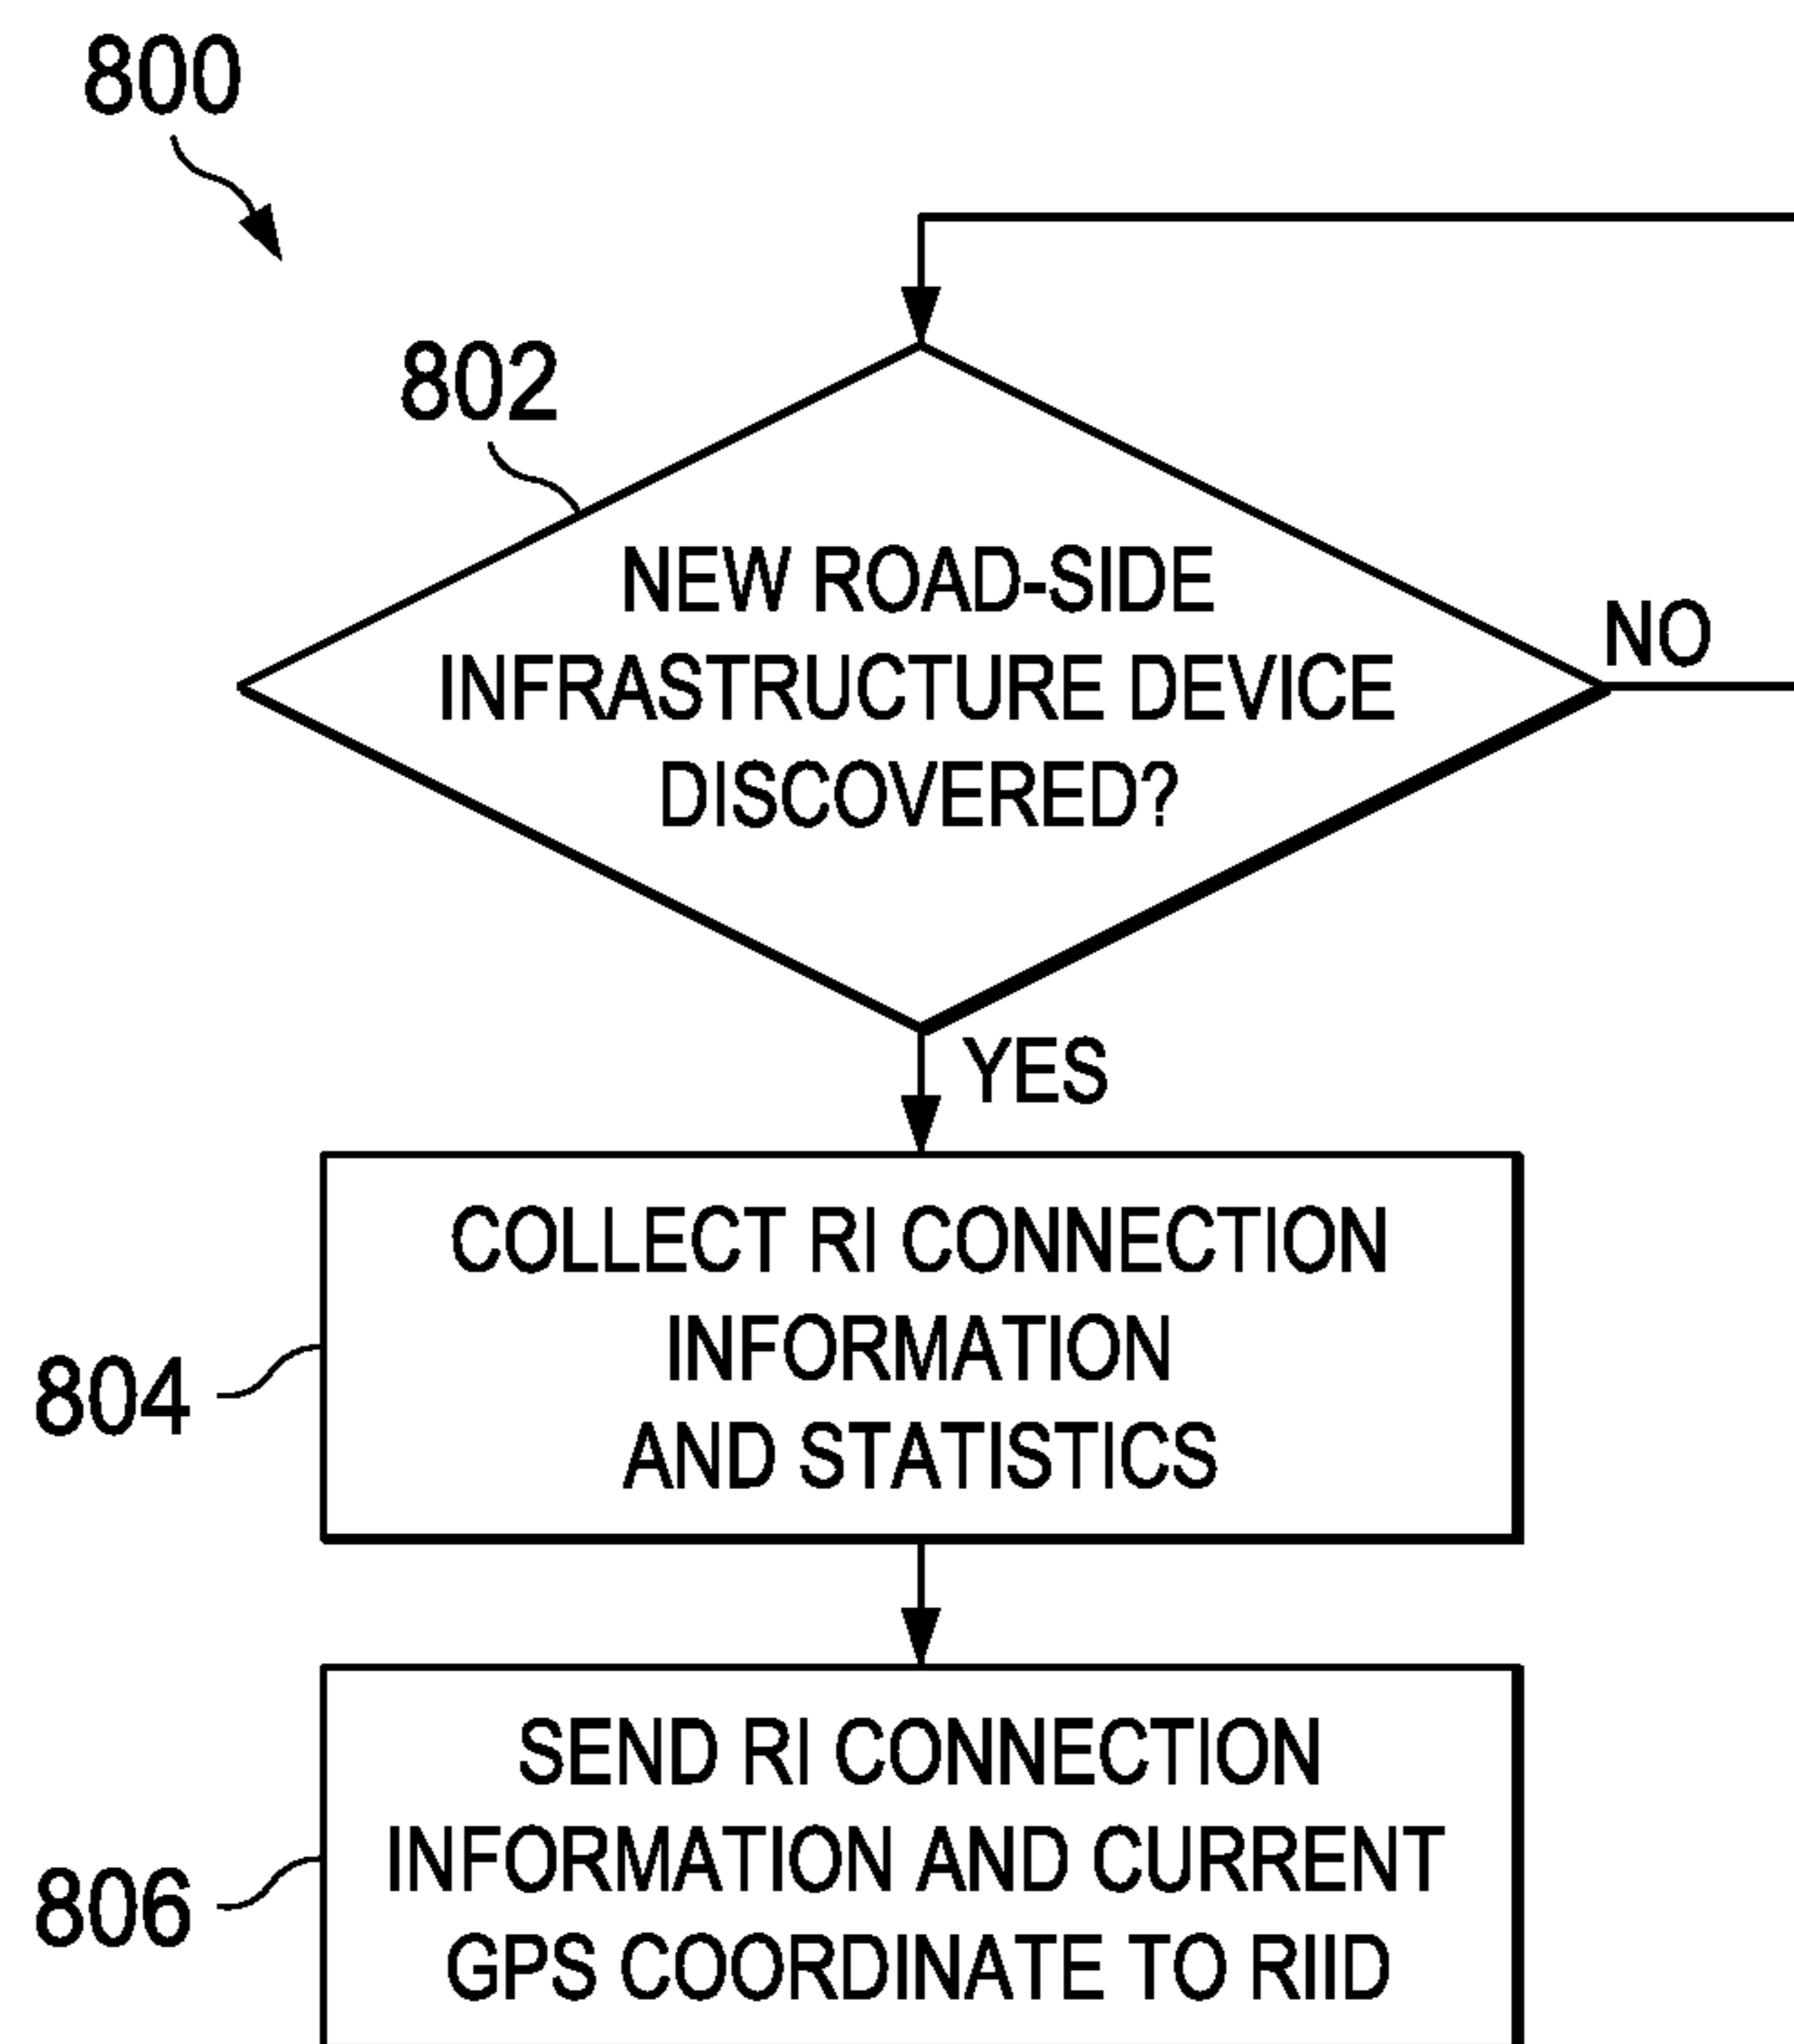 800
802
NEW ROAD-SIDE
INFRASTRUCTURE DEVICE
DISCOVERED?
NO
YES
804
COLLECT RI CONNECTION
INFORMATION
AND STATISTICS
806
SEND RI CONNECTION
INFORMATION AND CURRENT
GPS COORDINATE TO RIID